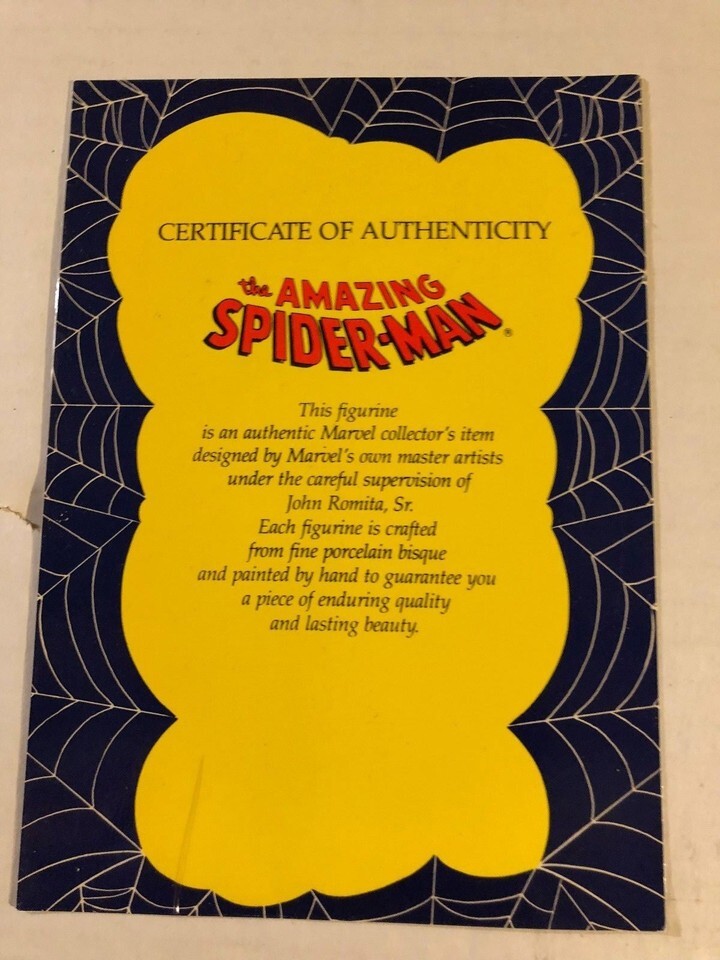 CERTIFICATE OF AUTHENTICITY
the AMAZING
SPIDER-MAN®
This figurine
is an authentic Marvel collector's item
designed by Marvel's own master artists
under the careful supervision of
John Romita, Sr.
Each figurine is crafted
from fine porcelain bisque
and painted by hand to guarantee you
a piece of enduring quality
and lasting beauty.